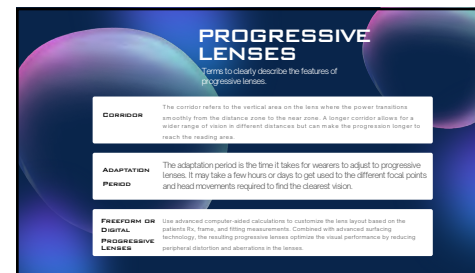 PROGRESSIVE
LENSES
Terms to clearly describe the features of
progressive lenses.
CORRIDOR
The corridor refers to the vertical area on the lens where the power transitions
smoothly from the distance zone to the near zone. A longer corridor allows for a
wider range of vision in different distances but can make the progression longer to
reach the reading area.
ADAPTATION
PERIOD
The adaptation period is the time it takes for wearers to adjust to progressive
lenses. It may take a few hours or days to get used to the different focal points
and head movements required to find the clearest vision.
FREEFORM OR
DIGITAL
PROGRESSIVE
LENSES
Use advanced computer-aided calculations to customize the lens layout based on the
patients Rx, frame, and fitting measurements. Combined with advanced surfacing
technology, the resulting progressive lenses optimize the visual performance by reducing
peripheral distortion and aberrations in the lenses.